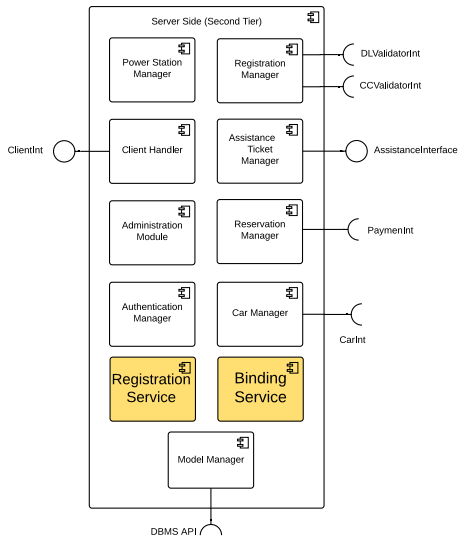 Server Side (Second Tier)
Power Station
Manager
Registration
Manager
DLValidatorInt
CCValidatorInt
ClientInt
Client Handler
Assistance
Ticket
Manager
AssistanceInterface
Administration
Module
Reservation
Manager
PaymenInt
Authentication
Manager
Car Manager
CarInt
Registration
Service
Binding
Service
Model Manager
DBMS API